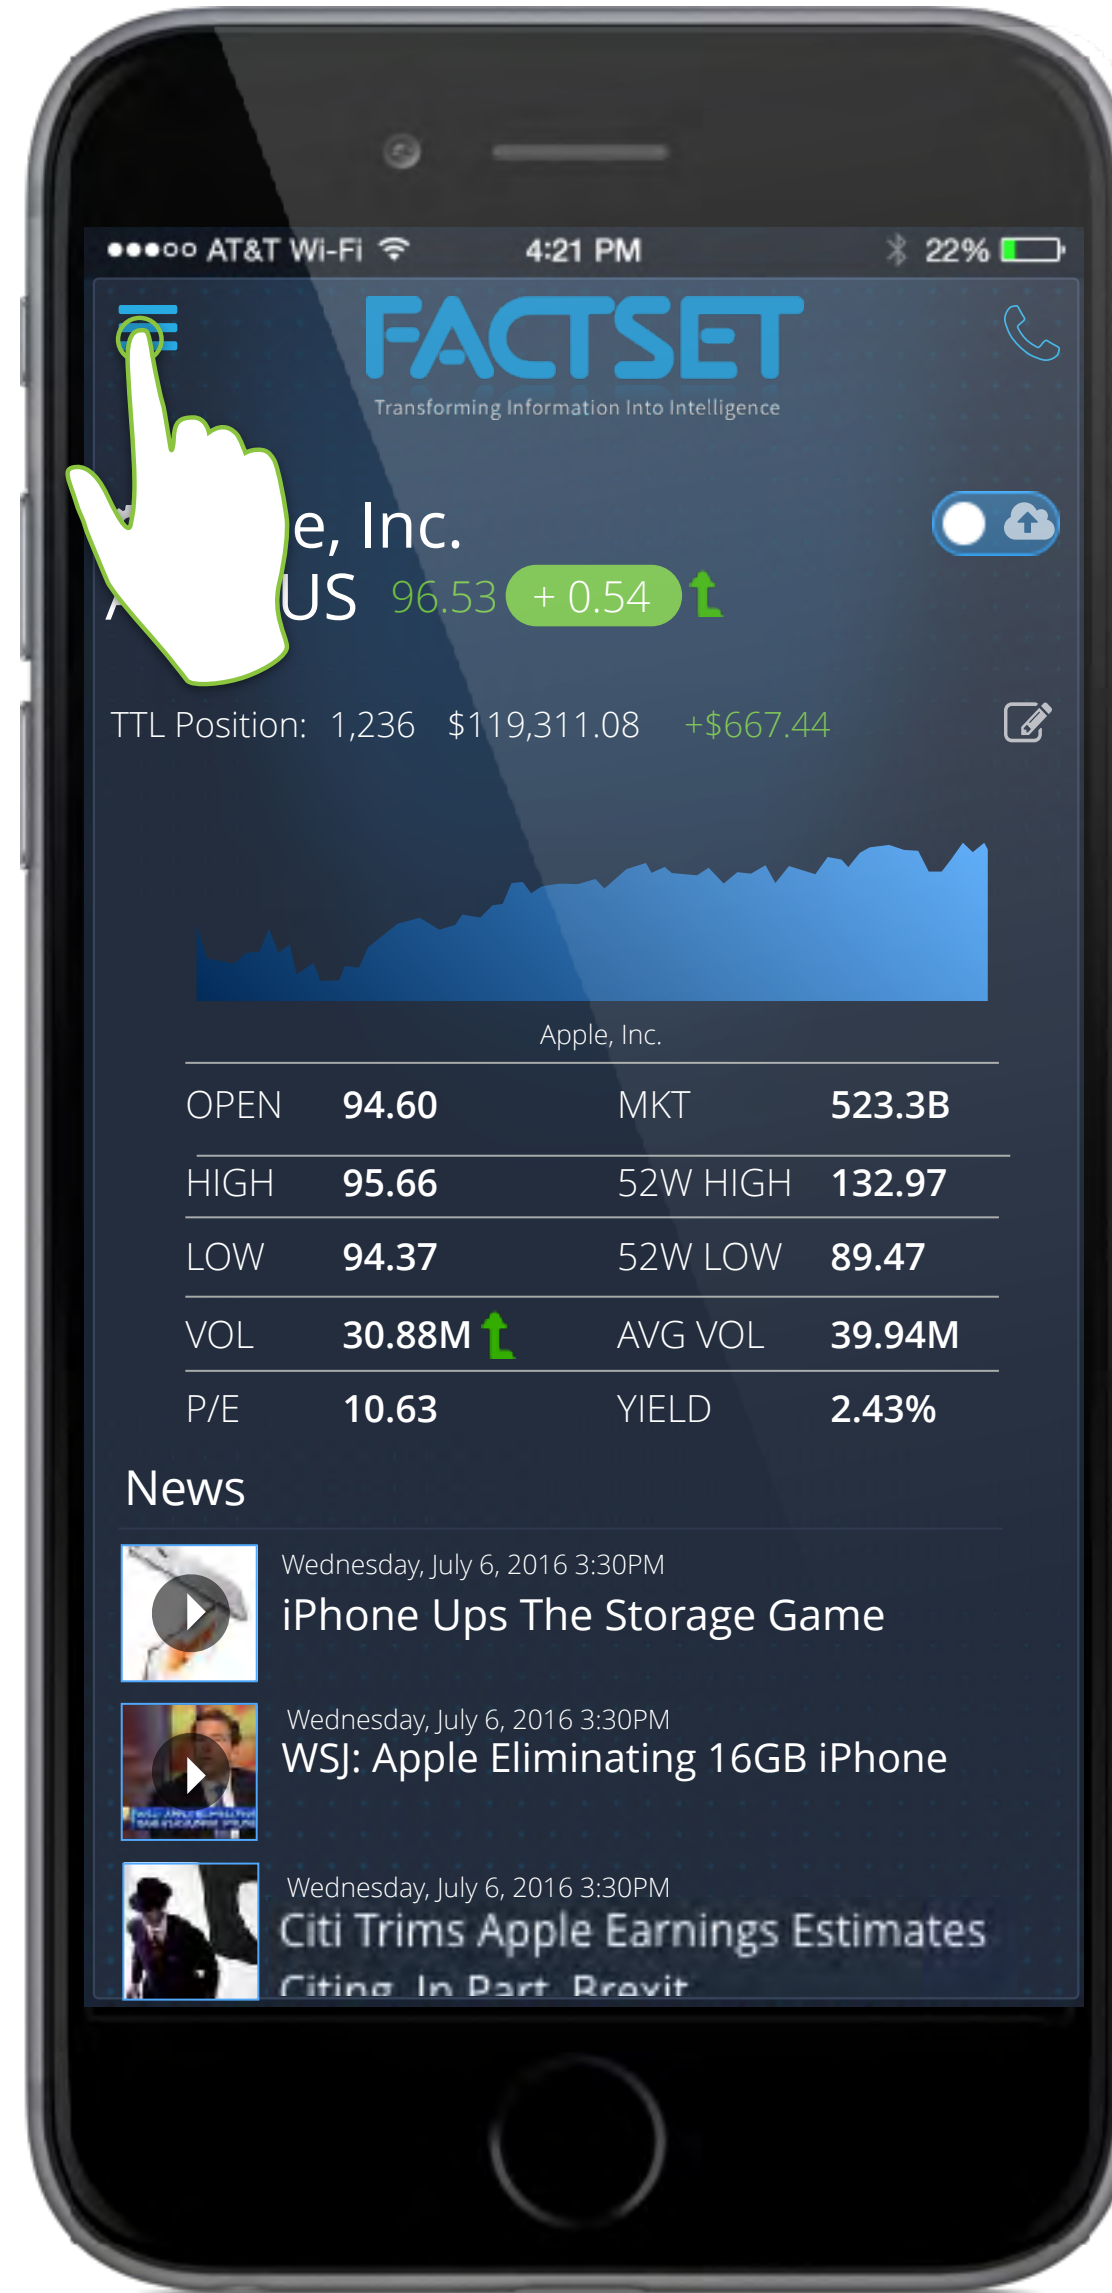 AT&T Wi-Fi 4:21 PM 22%
FACTSET
Transforming Information Into Intelligence
e, Inc.
US 96.53 + 0.54
TTL Position: 1,236 $119,311.08 +$667.44
Apple, Inc.
OPEN 94.60 MKT 523.3B
HIGH 95.66 52W HIGH 132.97
LOW 94.37 52W LOW 89.47
VOL 30.88M AVG VOL 39.94M
P/E 10.63 YIELD 2.43%
News
Wednesday, July 6, 2016 3:30PM
iPhone Ups The Storage Game
Wednesday, July 6, 2016 3:30PM
WSJ: Apple Eliminating 16GB iPhone
Wednesday, July 6, 2016 3:30PM
Citi Trims Apple Earnings Estimates
Citing, In Part, Brexit